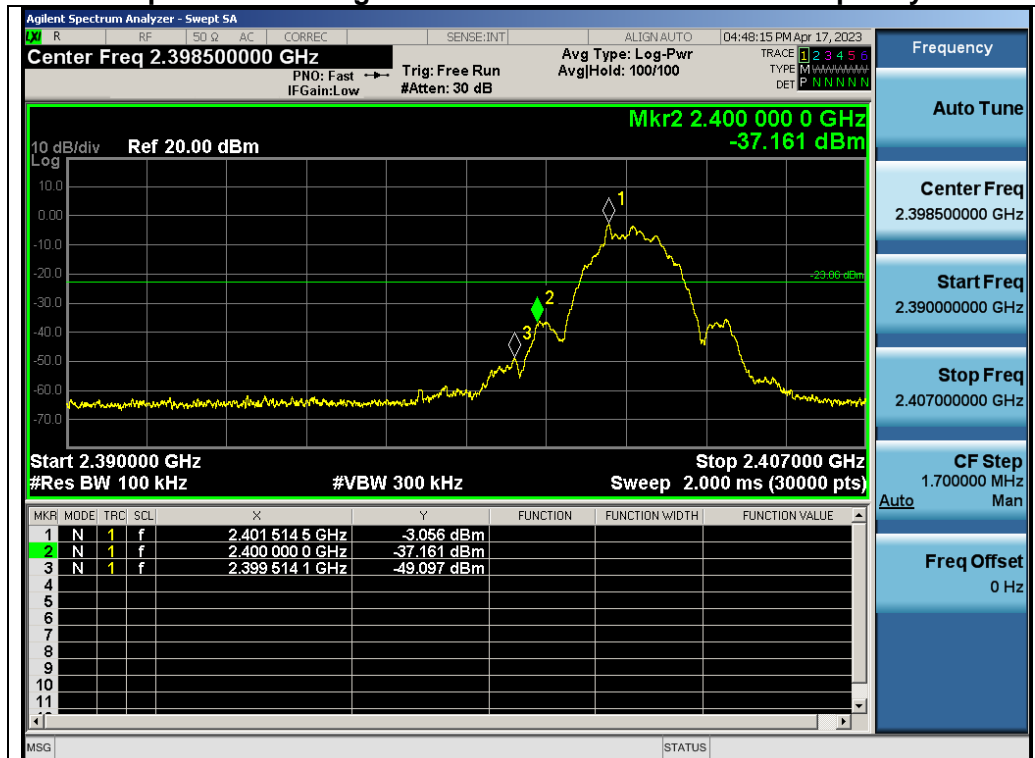 Agilent Spectrum Analyzer - Swept SA
LXI R RF 50 Ω AC CORREC SENSE:INT ALIGN AUTO 04:48:15 PM Apr 17, 2023
Center Freq 2.398500000 GHz
PNO: Fast
IFGain:Low
Trig: Free Run
#Atten: 30 dB
Avg Type: Log-Pwr
Avg|Hold: 100/100
TRACE 1 2 3 4 5 6
TYPE M
DET P N N N N N
Frequency
Mkr2 2.400 000 0 GHz
-37.161 dBm
10 dB/div Ref 20.00 dBm
Log
10.0
0.00
-10.0
-20.0
-30.0
-40.0
-50.0
-60.0
-70.0
1
-23.06 dBm
2
3
Start 2.390000 GHz Stop 2.407000 GHz
#Res BW 100 kHz #VBW 300 kHz Sweep 2.000 ms (30000 pts)
MKR MODE TRC SCL X Y FUNCTION FUNCTION WIDTH FUNCTION VALUE
1 N 1 f 2.401 514 5 GHz -3.056 dBm
2 N 1 f 2.400 000 0 GHz -37.161 dBm
3 N 1 f 2.399 514 1 GHz -49.097 dBm
4
5
6
7
8
9
10
11
Auto Tune
Center Freq
2.398500000 GHz
Start Freq
2.390000000 GHz
Stop Freq
2.407000000 GHz
CF Step
1.700000 MHz
Auto Man
Freq Offset
0 Hz
MSG STATUS